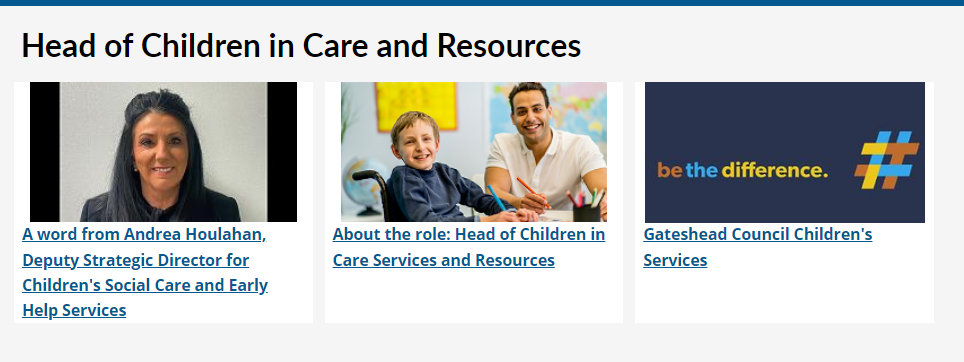 Head of Children in Care and Resources
A word from Andrea Houlahan,
Deputy Strategic Director for
Children's Social Care and Early
Help Services
About the role: Head of Children in
Care Services and Resources
be the difference. #
Gateshead Council Children's
Services